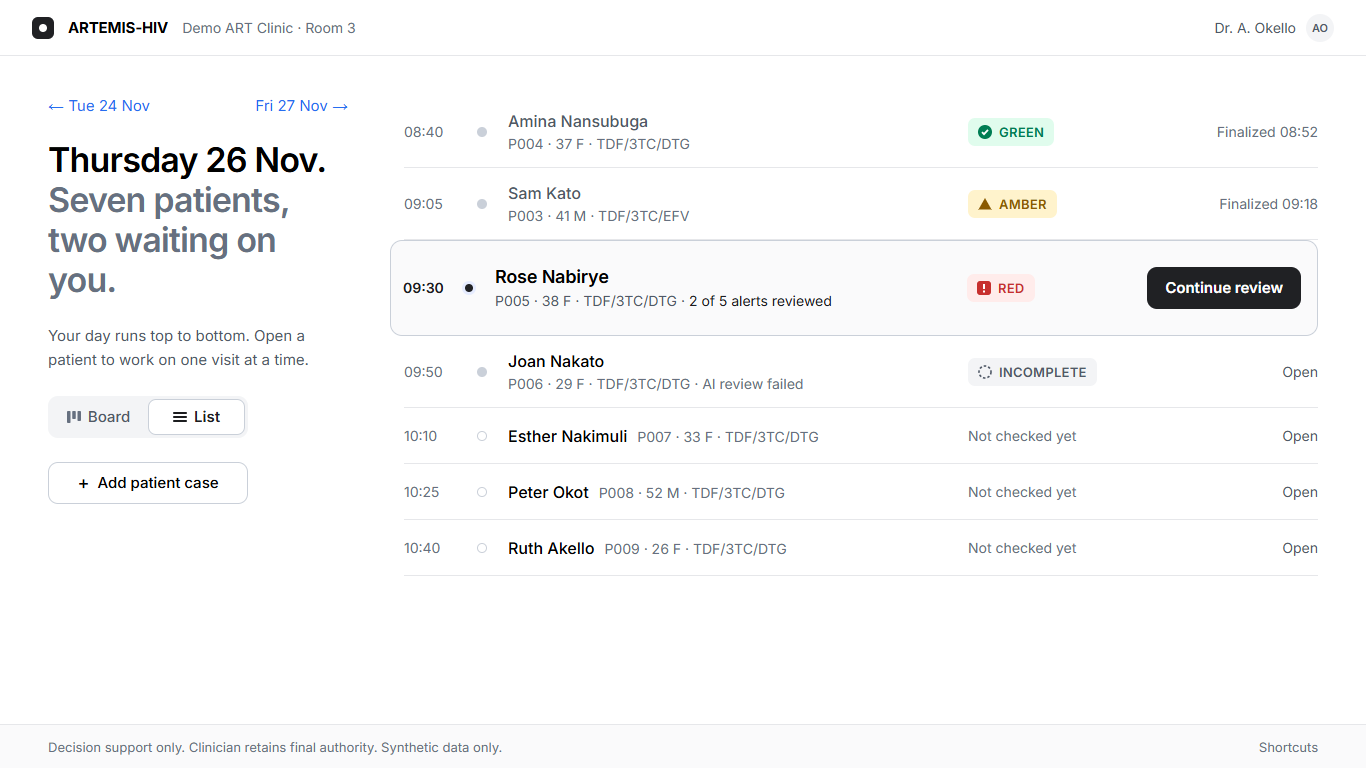 ARTEMIS-HIV Demo ART Clinic · Room 3
Dr. A. Okello AO
← Tue 24 Nov
Fri 27 Nov →
Thursday 26 Nov.
Seven patients,
two waiting on
you.
Your day runs top to bottom. Open a
patient to work on one visit at a time.
Board
List
+ Add patient case
08:40
Amina Nansubuga
P004 · 37 F · TDF/3TC/DTG
GREEN
Finalized 08:52
09:05
Sam Kato
P003 · 41 M · TDF/3TC/EFV
AMBER
Finalized 09:18
09:30
Rose Nabirye
P005 · 38 F · TDF/3TC/DTG · 2 of 5 alerts reviewed
RED
Continue review
09:50
Joan Nakato
P006 · 29 F · TDF/3TC/DTG · AI review failed
INCOMPLETE
Open
10:10
Esther Nakimuli P007 · 33 F · TDF/3TC/DTG
Not checked yet
Open
10:25
Peter Okot P008 · 52 M · TDF/3TC/DTG
Not checked yet
Open
10:40
Ruth Akello P009 · 26 F · TDF/3TC/DTG
Not checked yet
Open
Decision support only. Clinician retains final authority. Synthetic data only.
Shortcuts